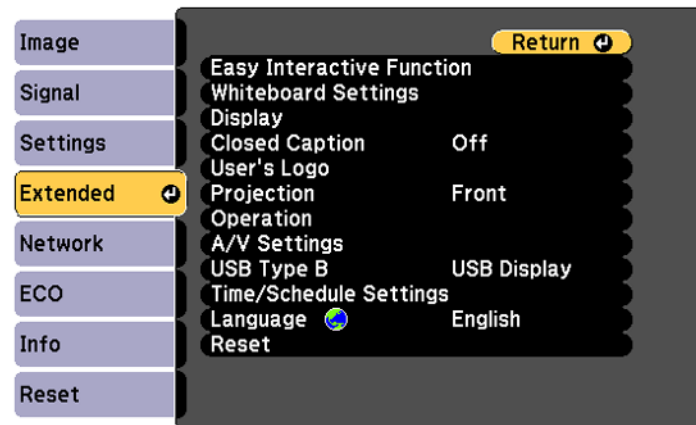 Image
Signal
Settings
Extended
Network
ECO
Info
Reset
Return
Easy Interactive Function
Whiteboard Settings
Display
Closed Caption Off
User's Logo
Projection Front
Operation
A/V Settings
USB Type B USB Display
Time/Schedule Settings
Language English
Reset